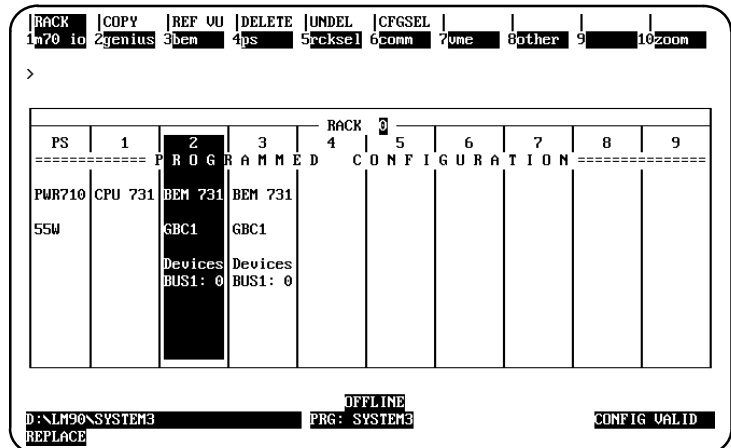 RACK |COPY |REF VU |DELETE |UNDEL |CFGSEL | | | |
1m70 io 2genius 3bem 4ps 5rcksel 6comm 7vme 8other 9 10zoom
>
RACK 0
PS 1 2 3 4 5 6 7 8 9
============= P R O G R A M M E D C O N F I G U R A T I O N ===============
PWR710 CPU 731 BEM 731 BEM 731
55W GBC1 GBC1
Devices Devices
BUS1: 0 BUS1: 0
OFFLINE
D:\LM90\SYSTEM3 PRG: SYSTEM3 CONFIG VALID
REPLACE